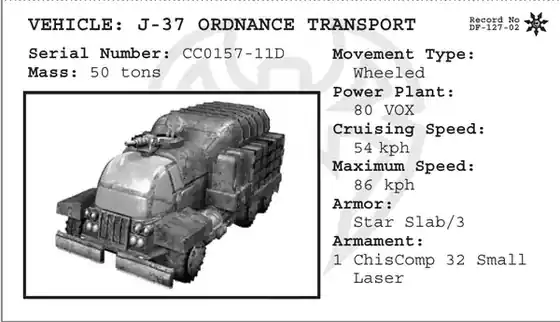 VEHICLE: J-37 ORDNANCE TRANSPORT
Record No
DF-127-02
Serial Number: CC0157-11D
Mass: 50 tons
Movement Type:
Wheeled
Power Plant:
80 VOX
Cruising Speed:
54 kph
Maximum Speed:
86 kph
Armor:
Star Slab/3
Armament:
1 ChisComp 32 Small
Laser